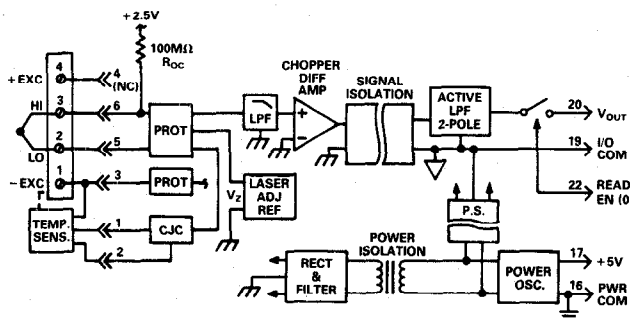 +2.5V
100MΩ
ROC
4
+EXC
4
(NC)
HI
3
6
2
5
LO
1
-EXC
3
PROT
PROT
VZ
LASER
ADJ
REF
TEMP.
SENS.
1
2
CJC
LPF
CHOPPER
DIFF
AMP
+
-
SIGNAL
ISOLATION
ACTIVE
LPF
2-POLE
20
VOUT
19
I/O
COM
22
READ
EN (0
P.S.
POWER
ISOLATION
RECT
&
FILTER
POWER
OSC.
17
+5V
16
PWR
COM